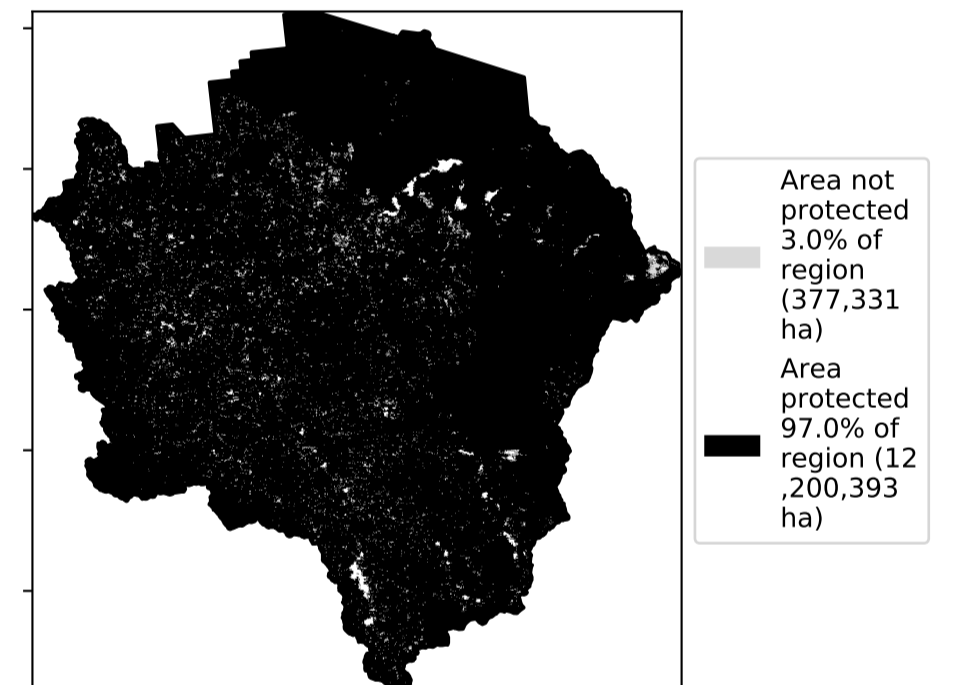 Area not
protected
3.0% of
region
(377,331
ha)
Area
protected
97.0% of
region (12
,200,393
ha)